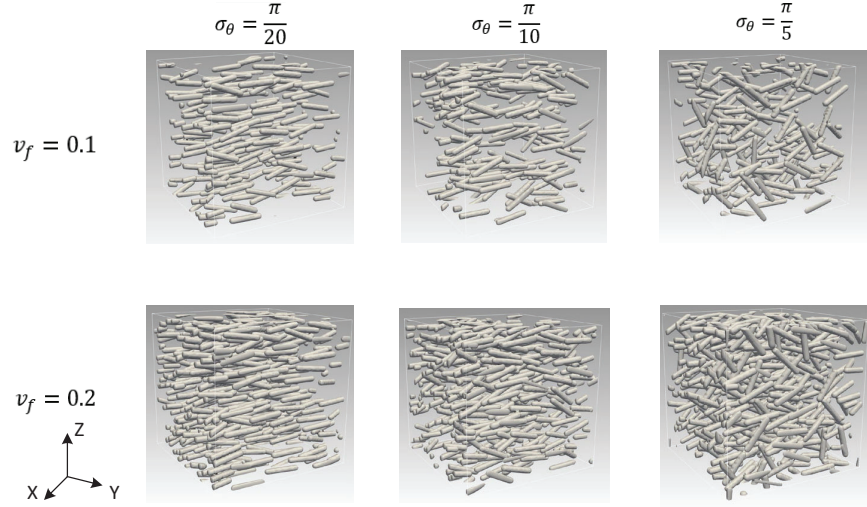 σ_θ = π/20 σ_θ = π/10 σ_θ = π/5
v_f = 0.1
v_f = 0.2
Z
X Y